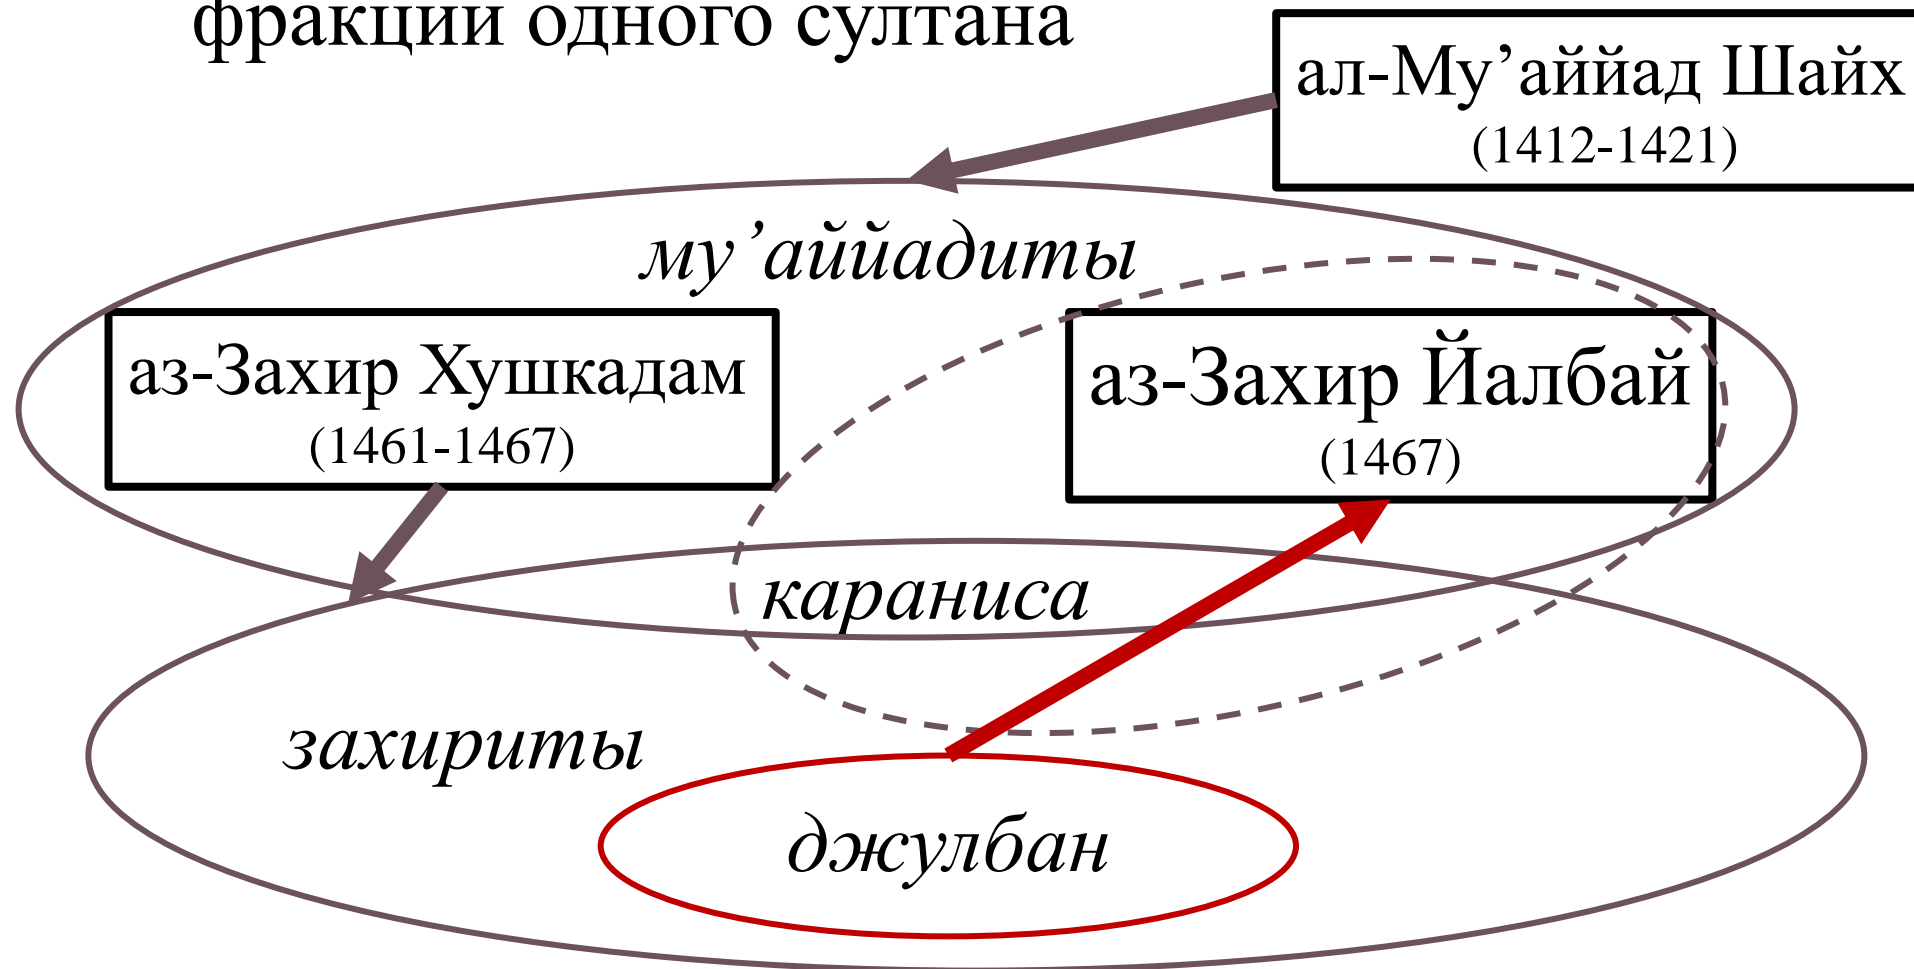 фракции одного султана
ал-Му’аййад Шайх
(1412-1421)
му’аййадиты
аз-Захир Хушкадам
(1461-1467)
аз-Захир Йалбай
(1467)
караниса
захириты
джулбан